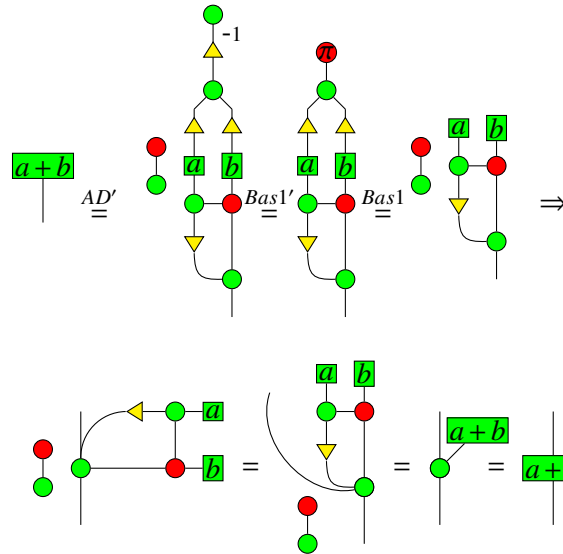 -1
π
a b a b a b
a + b AD′ = Bas1′ = Bas1 = ⇒
a a b
a + b
b = = = a +